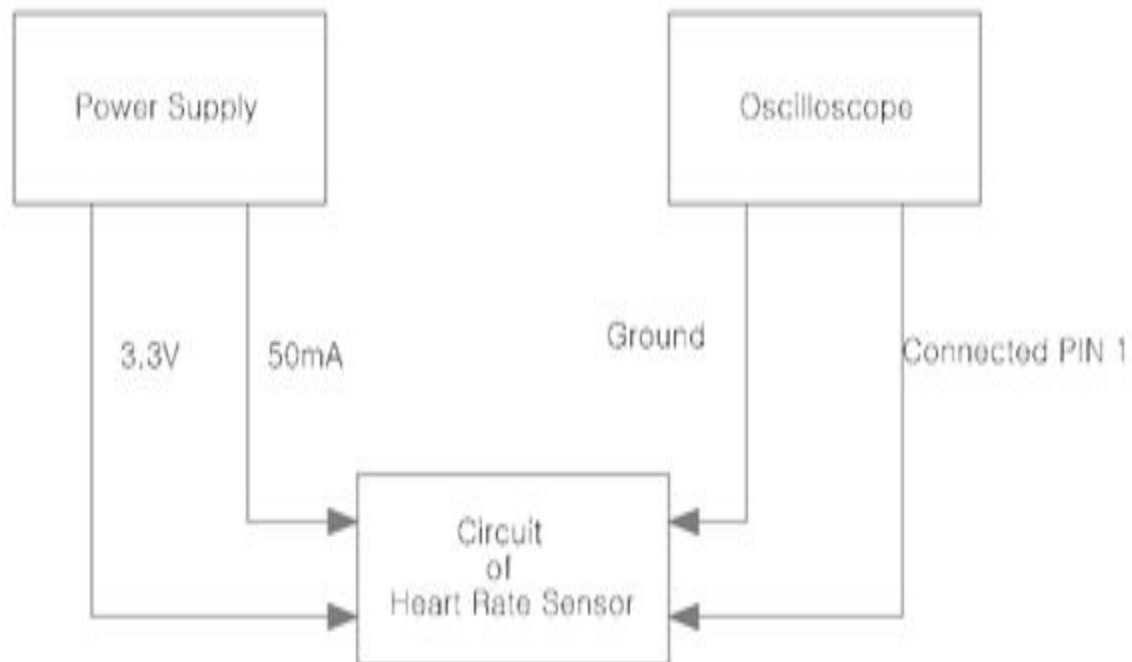 Power Supply
Oscilloscope
3.3V
50mA
Ground
Connected PIN 1
Circuit
of
Heart Rate Sensor